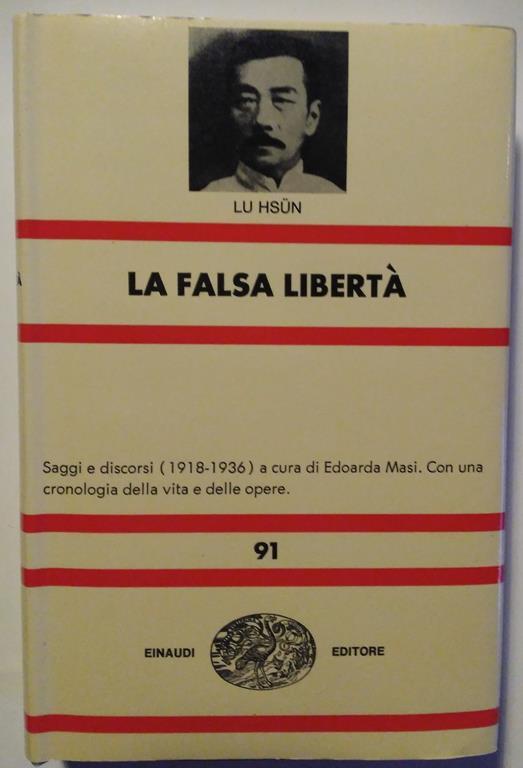 LU HSÜN
LA FALSA LIBERTÀ
Saggi e discorsi (1918-1936) a cura di Edoarda Masi. Con una
cronologia della vita e delle opere.
91
EINAUDI EDITORE